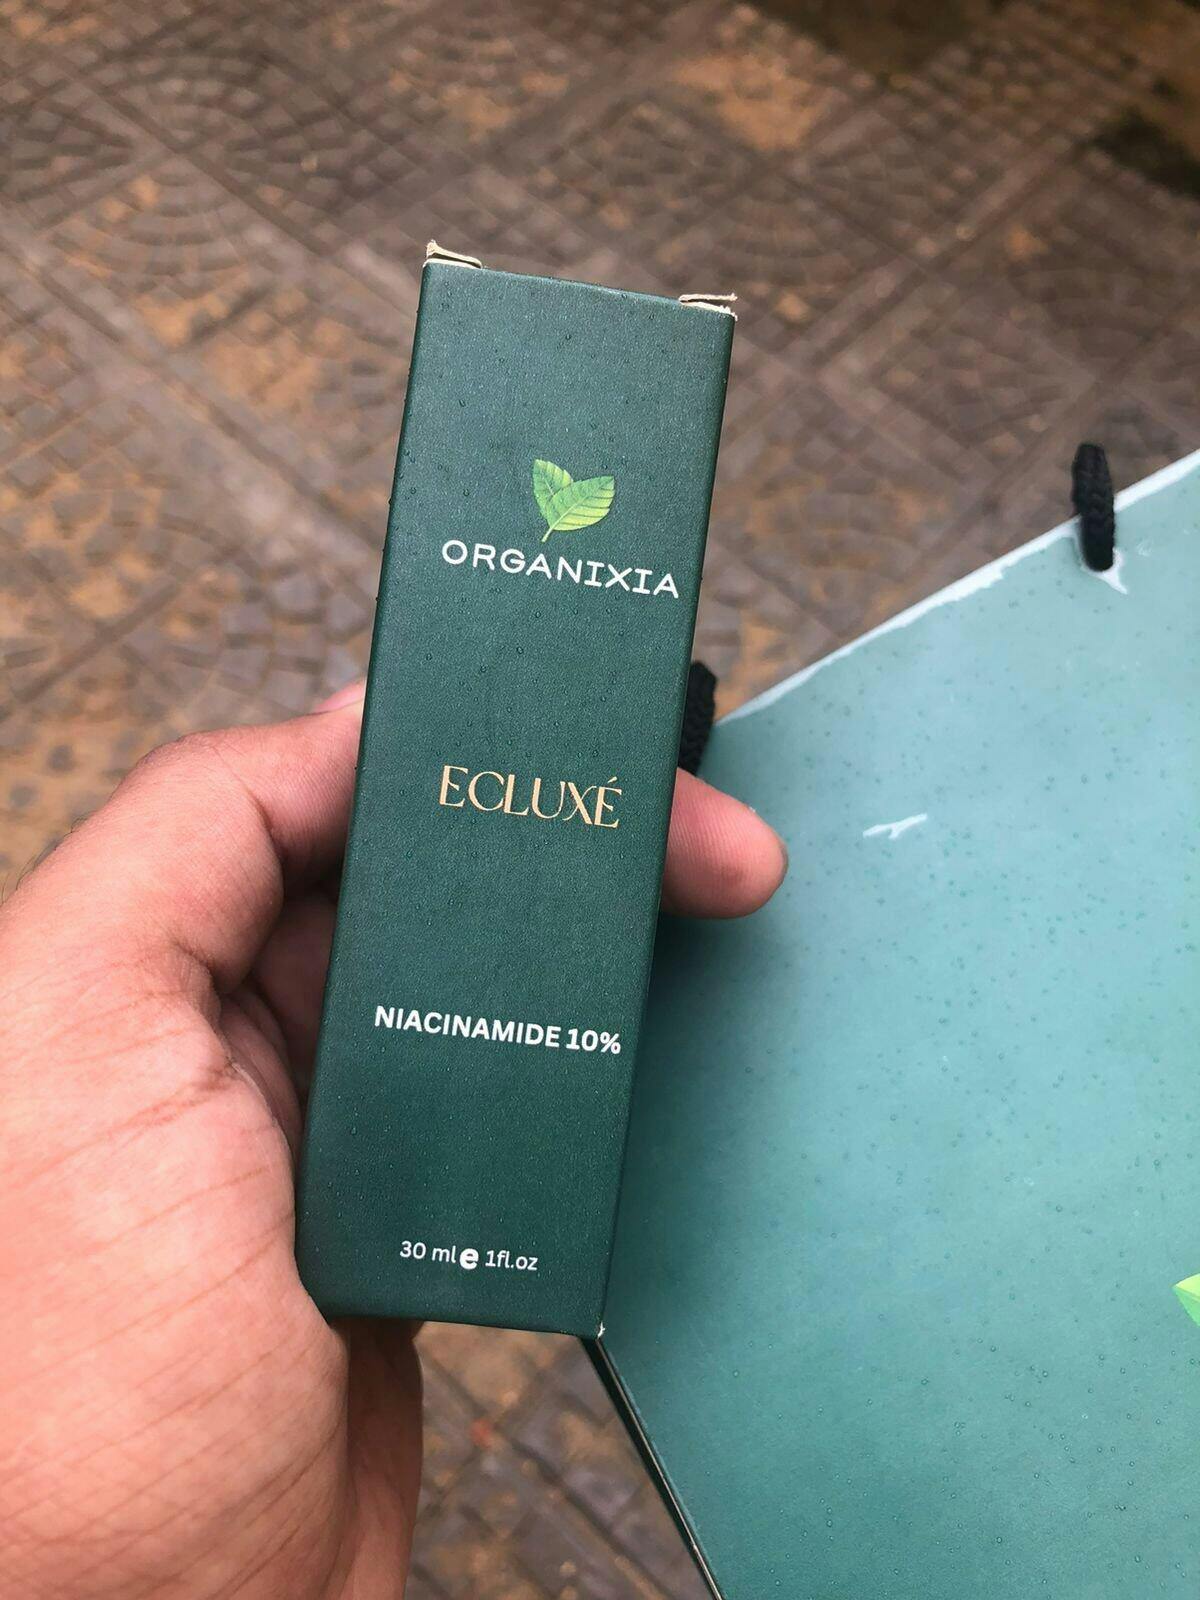 ORGANIXIA
ECLUXÉ
NIACINAMIDE 10%
30 ml e 1fl.oz